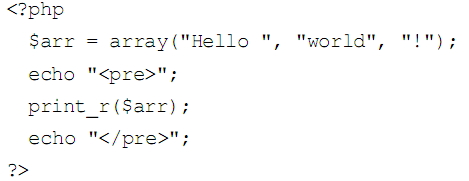 <?php
  $arr = array("Hello ", "world", "!");
  echo "<pre>";
  print_r($arr);
  echo "</pre>";
?>